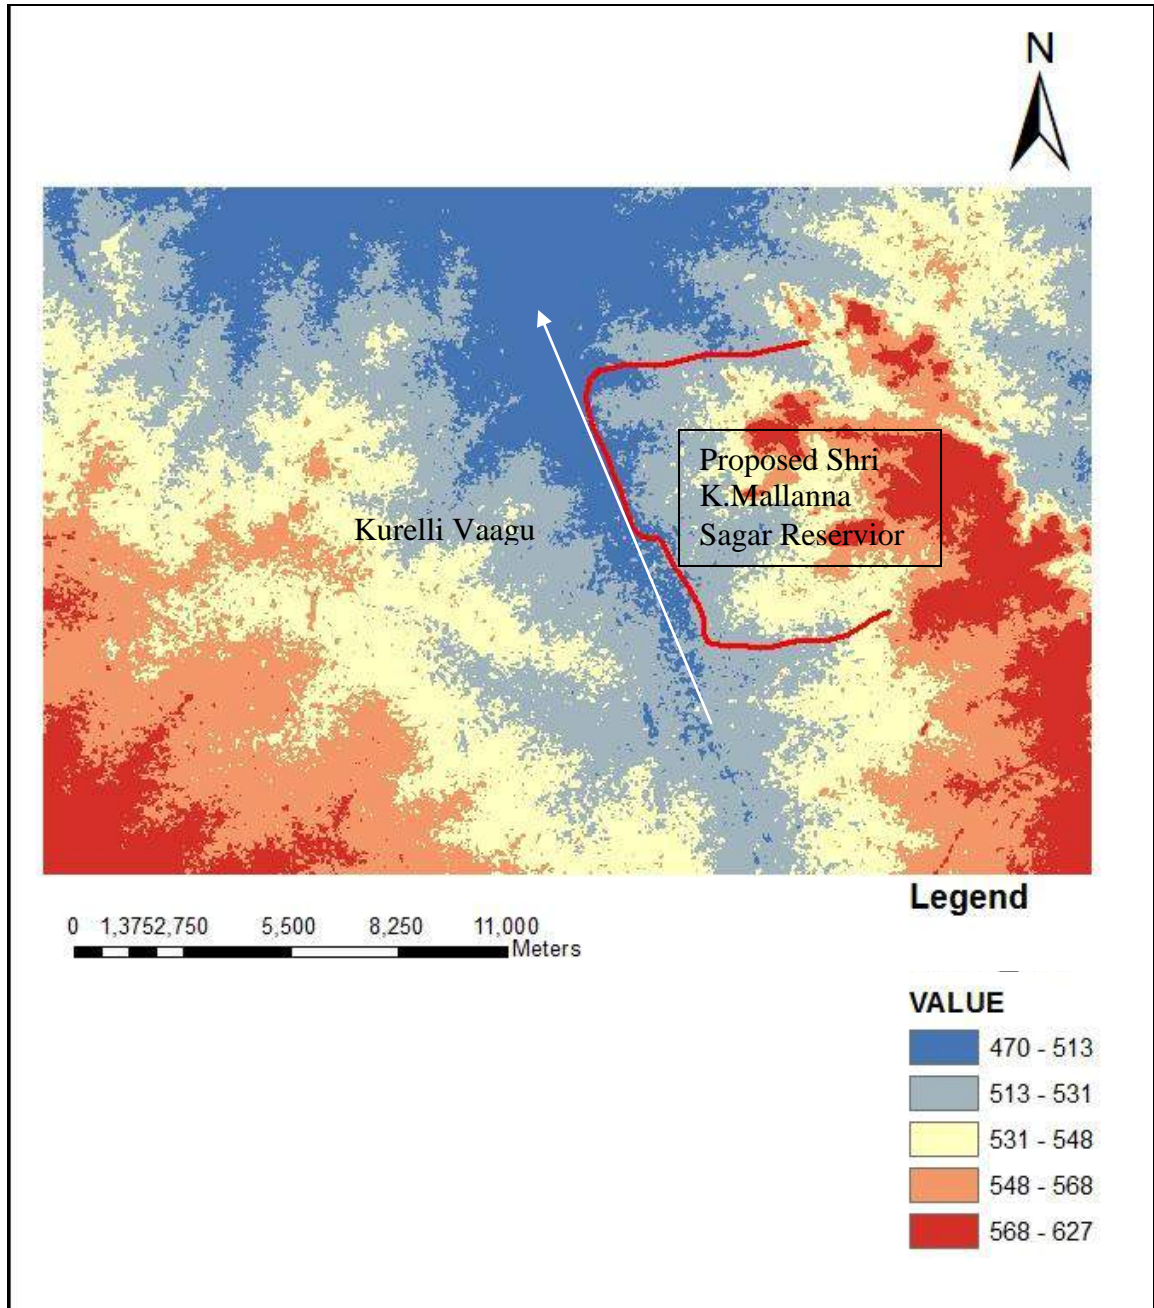 N
Proposed Shri
K.Mallanna
Sagar Reservior
Kurelli Vaagu
0 1,3752,750 5,500 8,250 11,000
Meters
Legend
VALUE
470 - 513
513 - 531
531 - 548
548 - 568
568 - 627